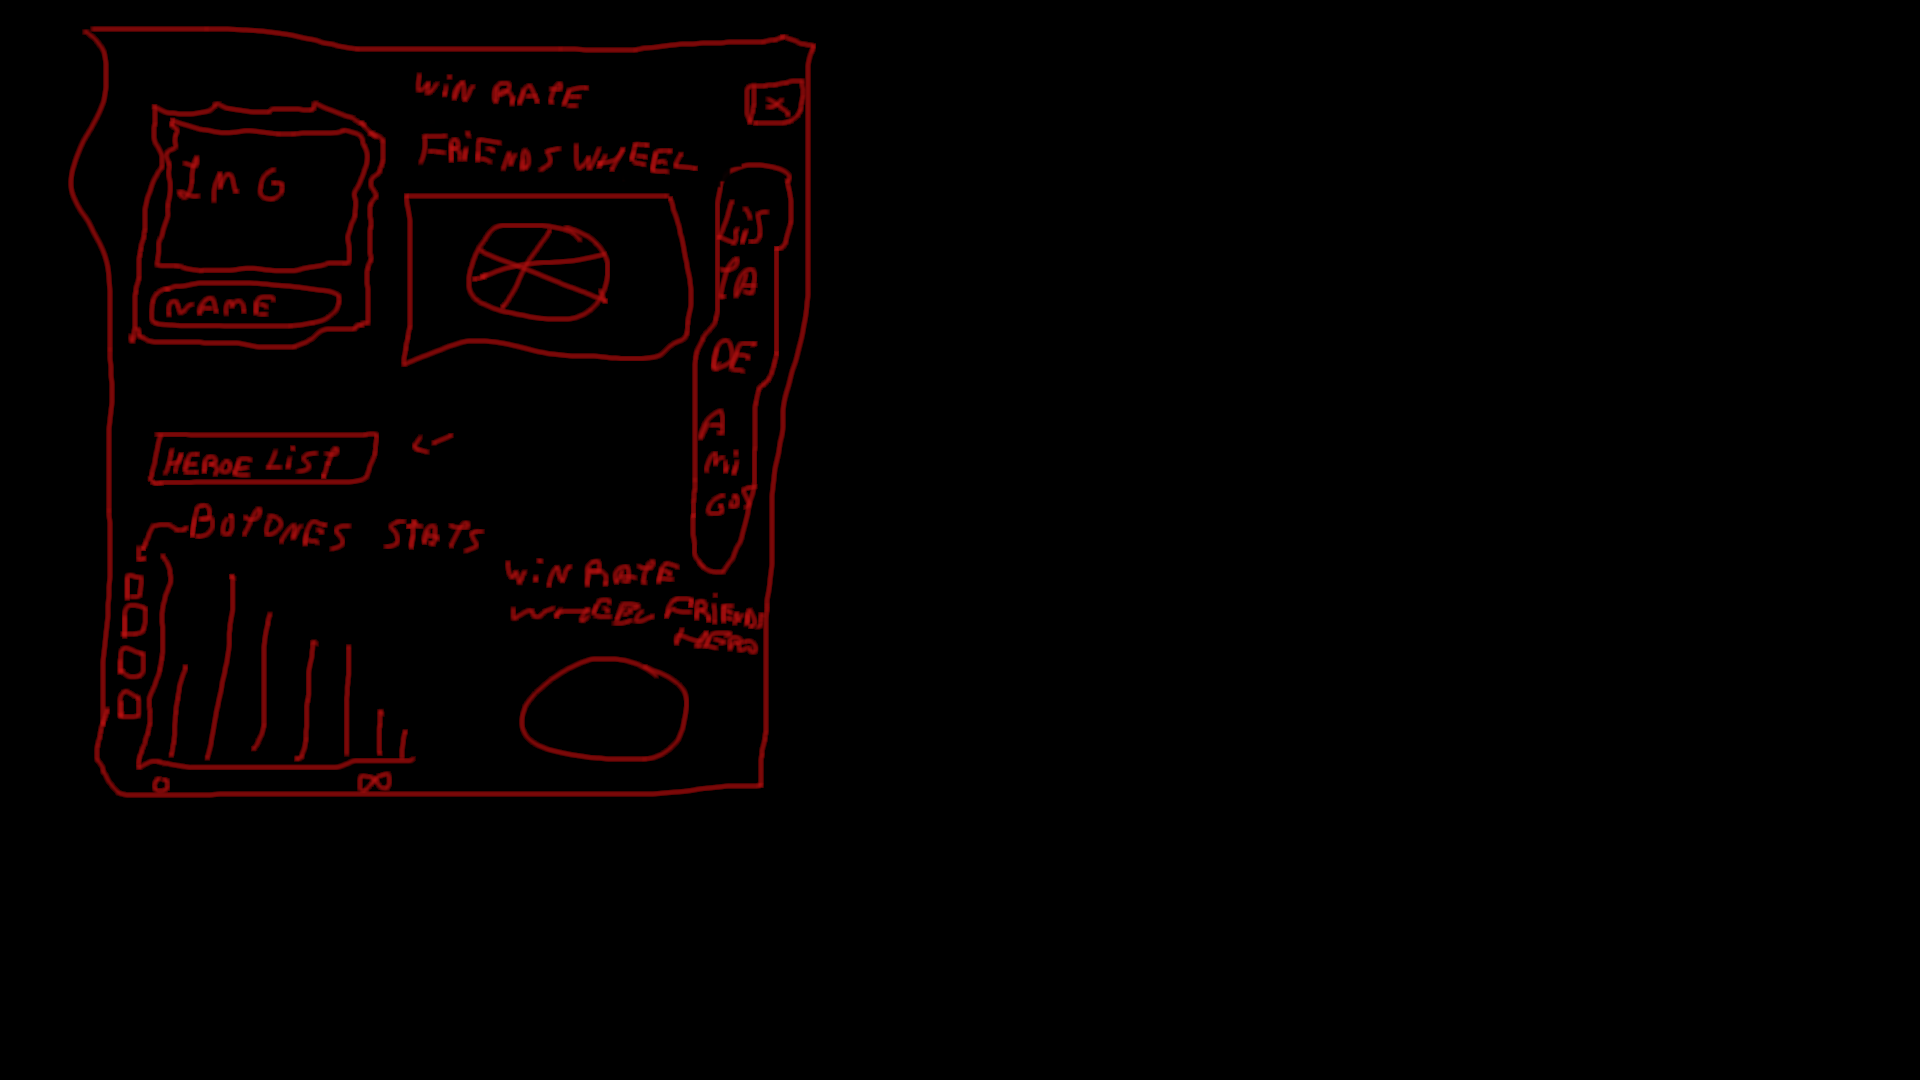 WiN RATE
X
FRiENDS WHEEL
IMG
NAME
LiS
TA
DE
A
Mi
GOS
HEROE LiST
BOTONES STATS
WiN RATE
WHEEL FRiENDS
HERO
0